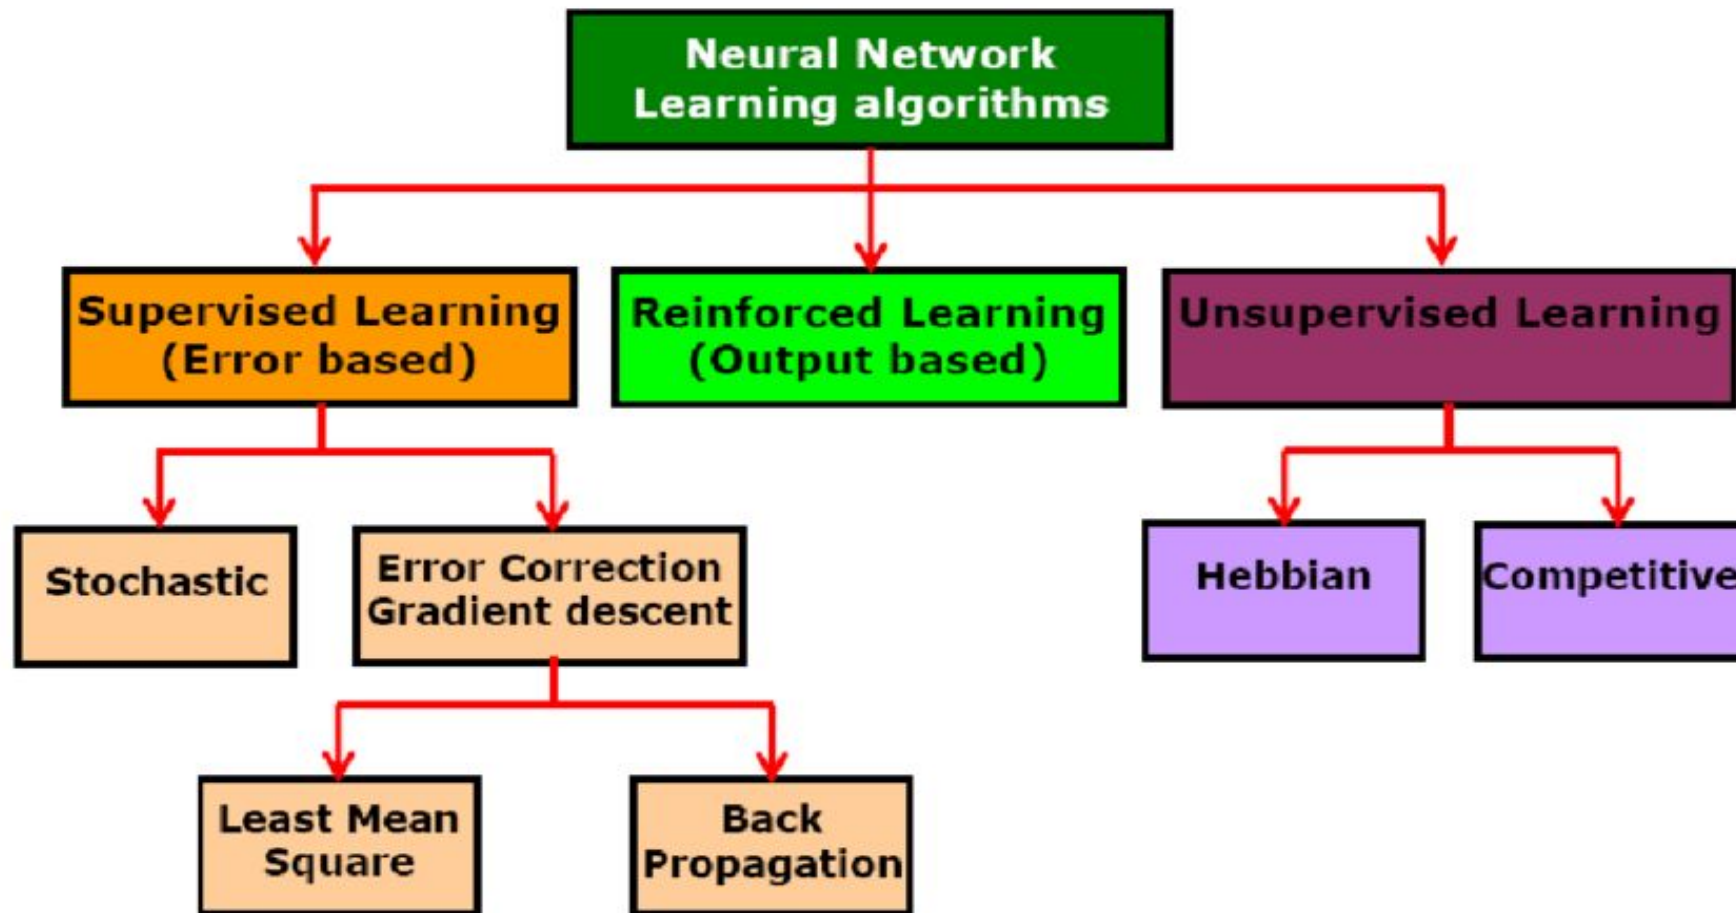 Neural Network
Learning algorithms
Supervised Learning
(Error based)
Reinforced Learning
(Output based)
Unsupervised Learning
Stochastic
Error Correction
Gradient descent
Hebbian
Competitive
Least Mean
Square
Back
Propagation